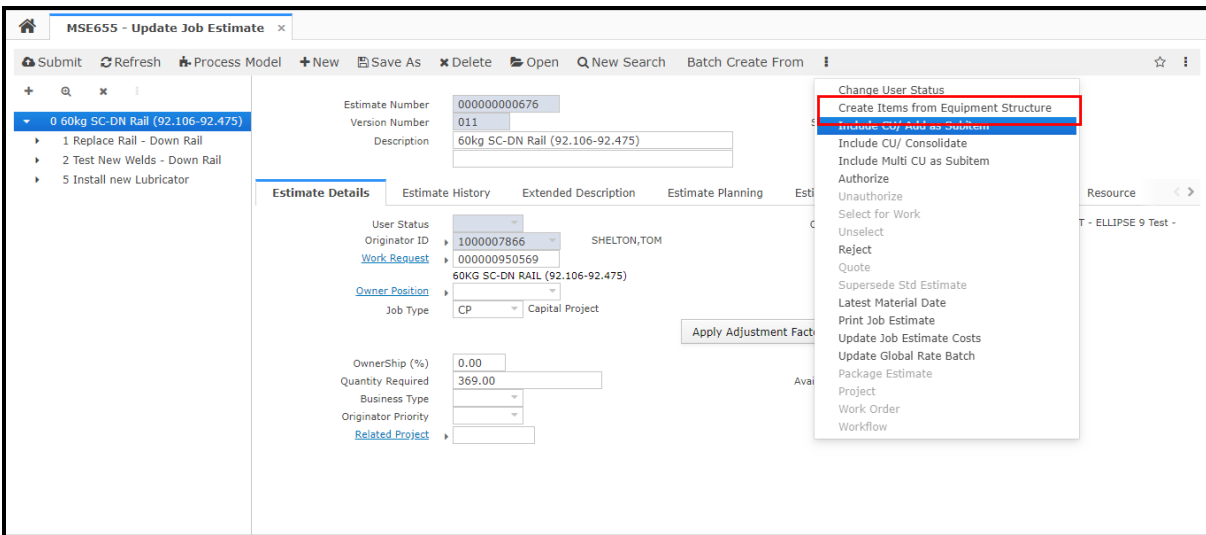 MSE655 - Update Job Estimate ×
Submit Refresh Process Model New Save As Delete Open New Search Batch Create From
Estimate Number 000000000676
Version Number 011
Description 60kg SC-DN Rail (92.106-92.475)
0 60kg SC-DN Rail (92.106-92.475)
1 Replace Rail - Down Rail
2 Test New Welds - Down Rail
5 Install new Lubricator
Estimate Details Estimate History Extended Description Estimate Planning Esti Resource
User Status
Originator ID 1000007866 SHELTON,TOM
T - ELLIPSE 9 Test -
Work Request 000000950569
60KG SC-DN RAIL (92.106-92.475)
Owner Position
Job Type CP Capital Project
Apply Adjustment Facto
OwnerShip (%) 0.00
Quantity Required 369.00
Avai
Business Type
Originator Priority
Related Project
Change User Status
Create Items from Equipment Structure
Include CU/ Add as Subitem
Include CU/ Consolidate
Include Multi CU as Subitem
Authorize
Unauthorize
Select for Work
Unselect
Reject
Quote
Supersede Std Estimate
Latest Material Date
Print Job Estimate
Update Job Estimate Costs
Update Global Rate Batch
Package Estimate
Project
Work Order
Workflow